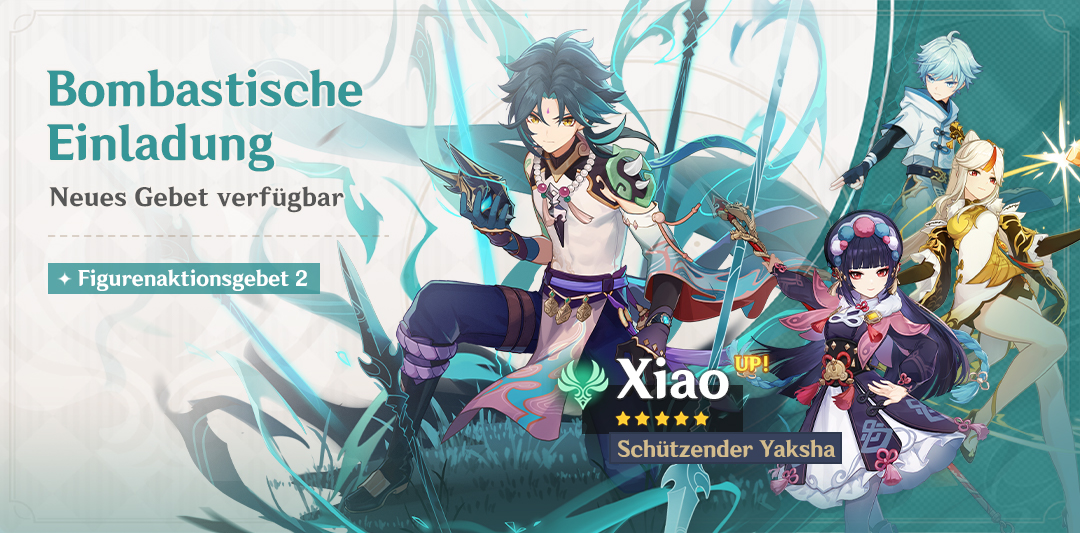 Bombastische
Einladung
Neues Gebet verfügbar
✦ Figurenaktionsgebet 2
Xiao UP!
★★★★★
Schützender Yaksha